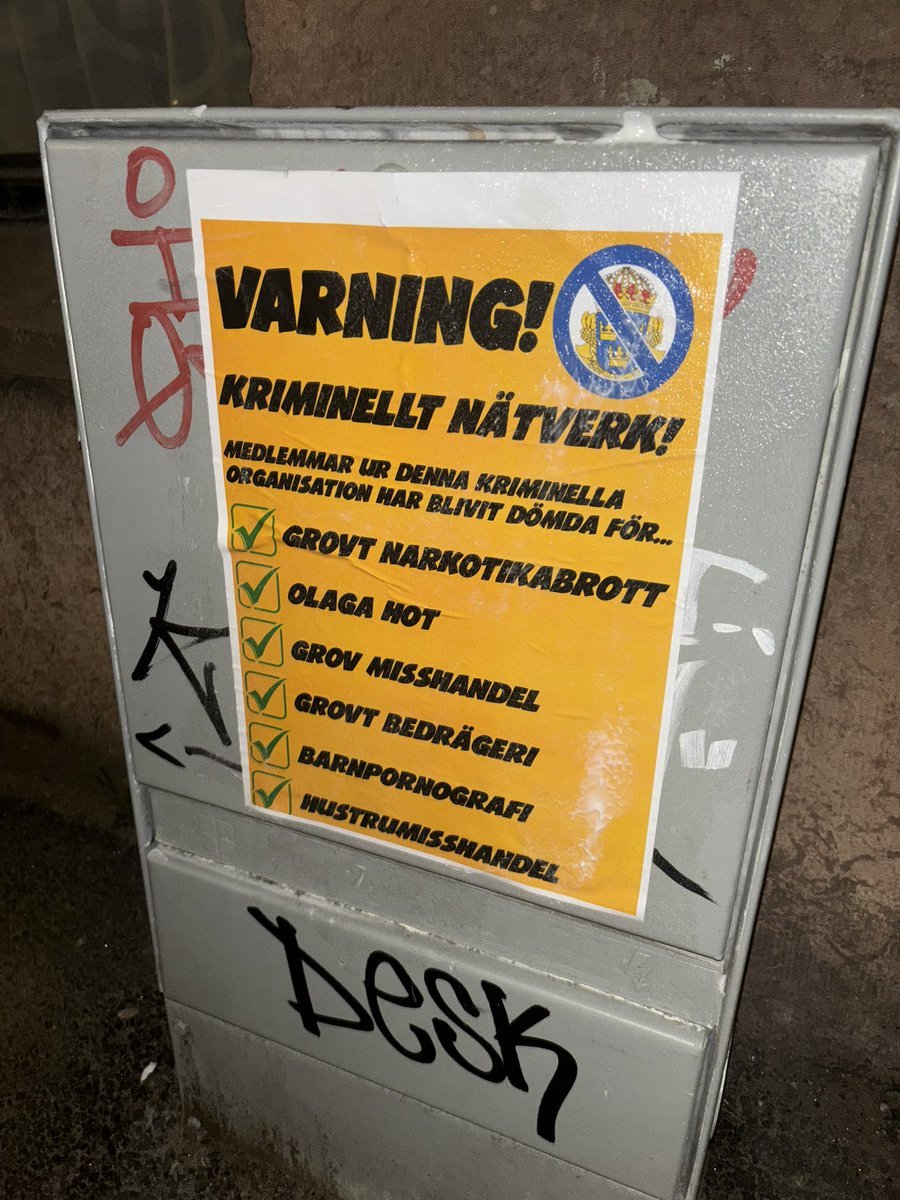 VARNING!
KRIMINELLT NÄTVERK!
MEDLEMMAR UR DENNA KRIMINELLA
ORGANISATION HAR BLIVIT DÖMDA FÖR...
GROVT NARKOTIKABROTT
OLAGA HOT
GROV MISSHANDEL
GROVT BEDRÄGERI
BARNPORNOGRAFI
HUSTRUMISSHANDEL
DESK